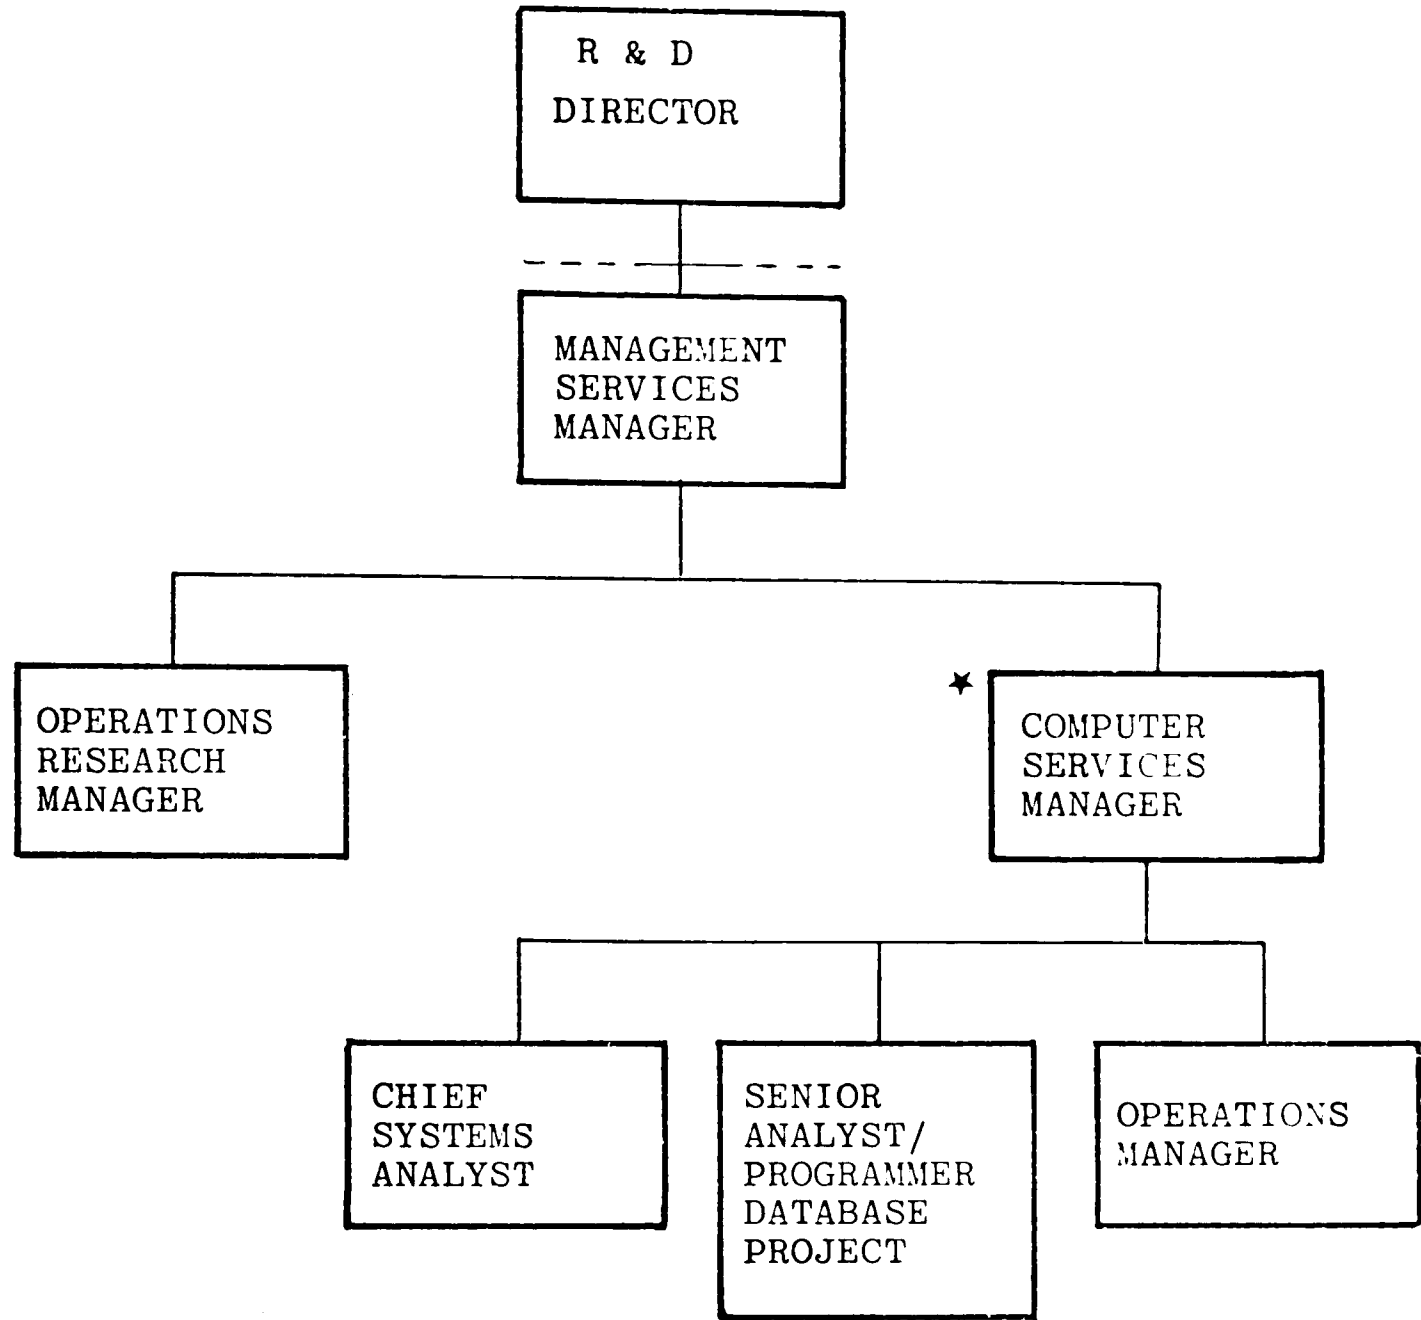 R & D
DIRECTOR
MANAGEMENT
SERVICES
MANAGER
OPERATIONS
RESEARCH
MANAGER
COMPUTER
SERVICES
MANAGER
CHIEF
SYSTEMS
ANALYST
SENIOR
ANALYST/
PROGRAMMER
DATABASE
PROJECT
OPERATIONS
MANAGER